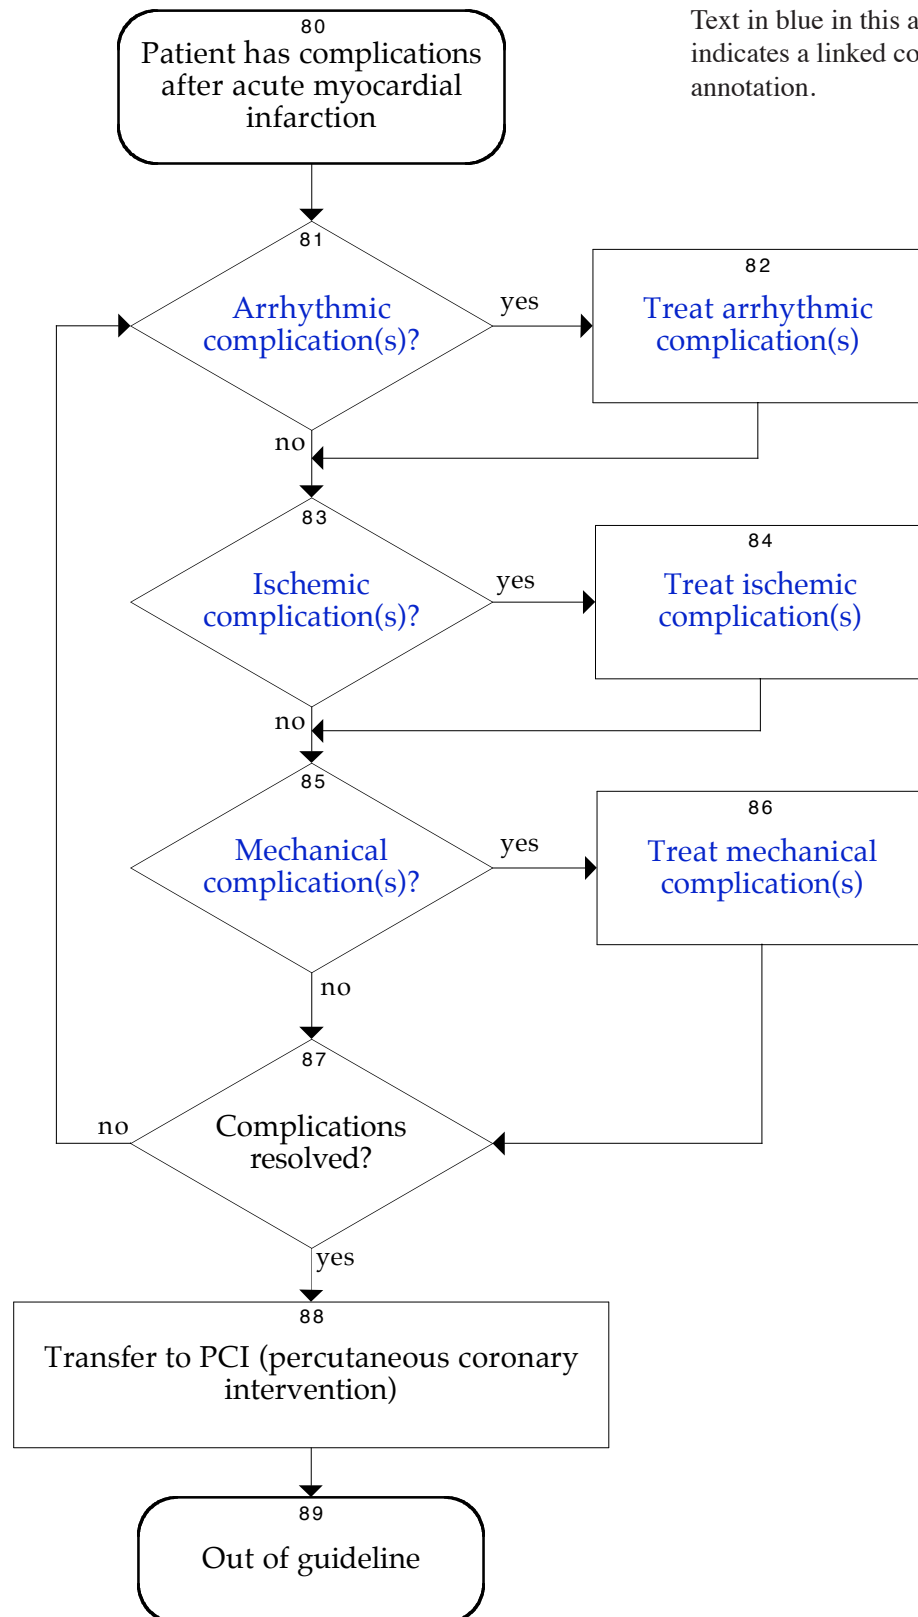 80
Patient has complications
after acute myocardial
infarction
Text in blue in this
indicates a linked
annotation.
81
Arrhythmic
complication(s)?
yes
82
Treat arrhythmic
complication(s)
no
83
Ischemic
complication(s)?
yes
84
Treat ischemic
complication(s)
no
85
Mechanical
complication(s)?
yes
86
Treat mechanical
complication(s)
no
87
Complications
resolved?
no
yes
88
Transfer to PCI (percutaneous coronary
intervention)
89
Out of guideline